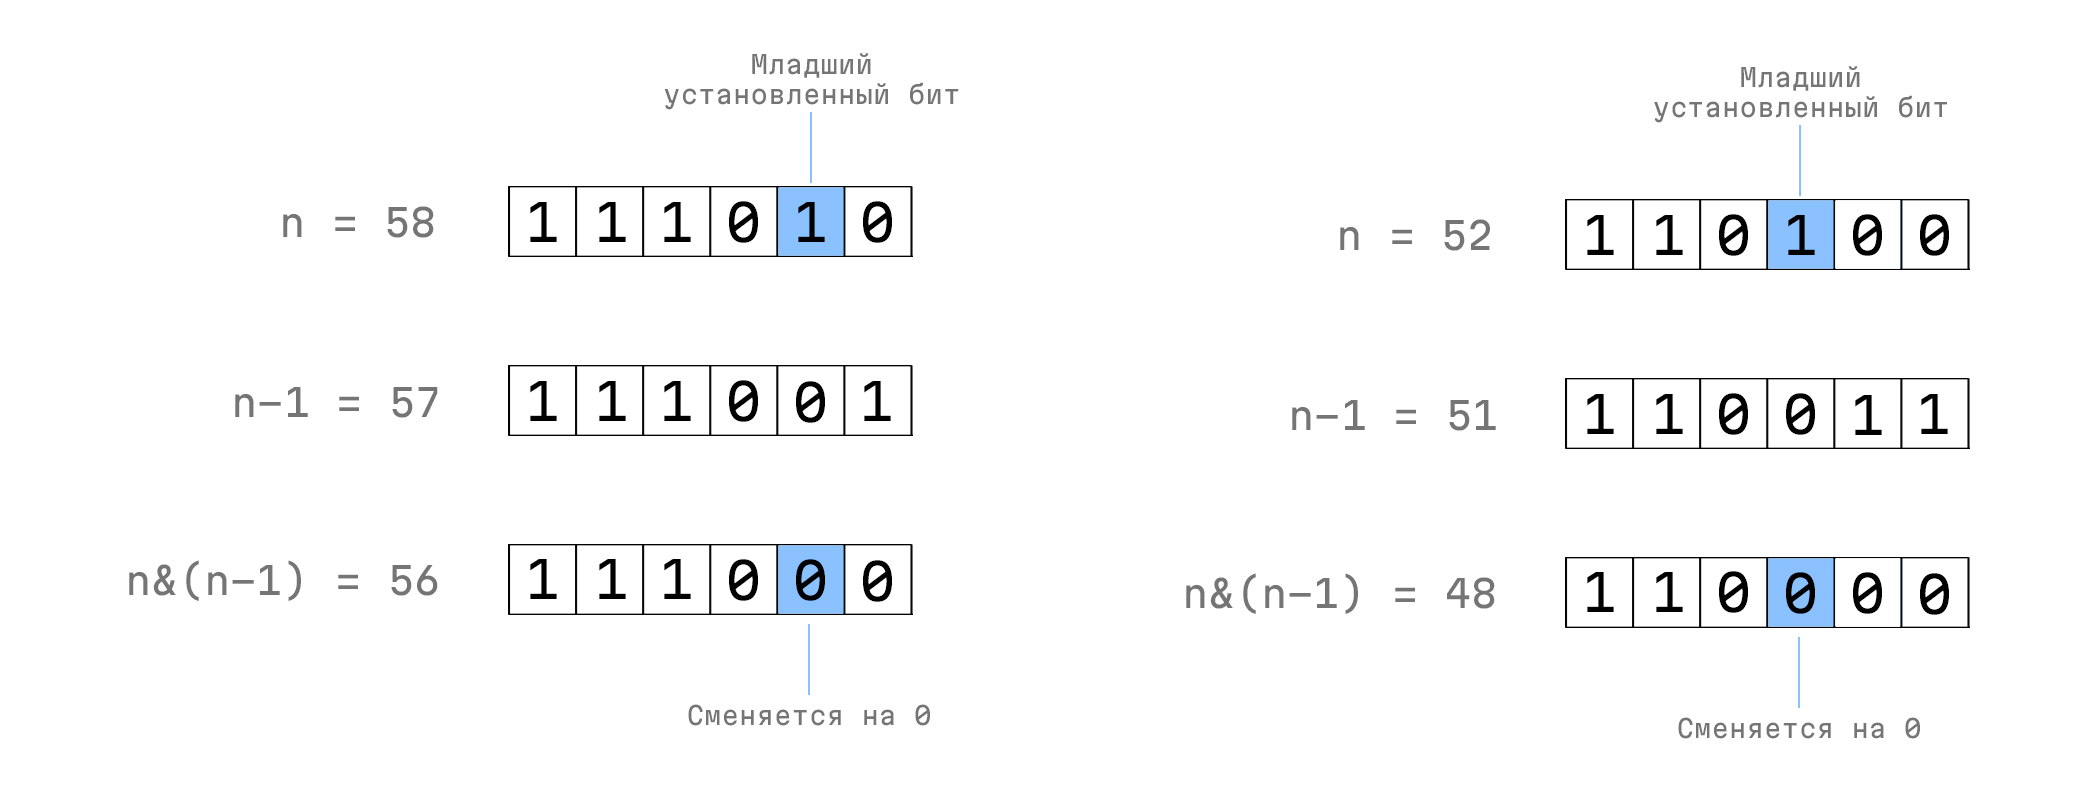 Младший
установленный бит
n = 58 1 1 1 0 1 0
n-1 = 57 1 1 1 0 0 1
n&(n-1) = 56 1 1 1 0 0 0
Сменяется на 0
Младший
установленный бит
n = 52 1 1 0 1 0 0
n-1 = 51 1 1 0 0 1 1
n&(n-1) = 48 1 1 0 0 0 0
Сменяется на 0